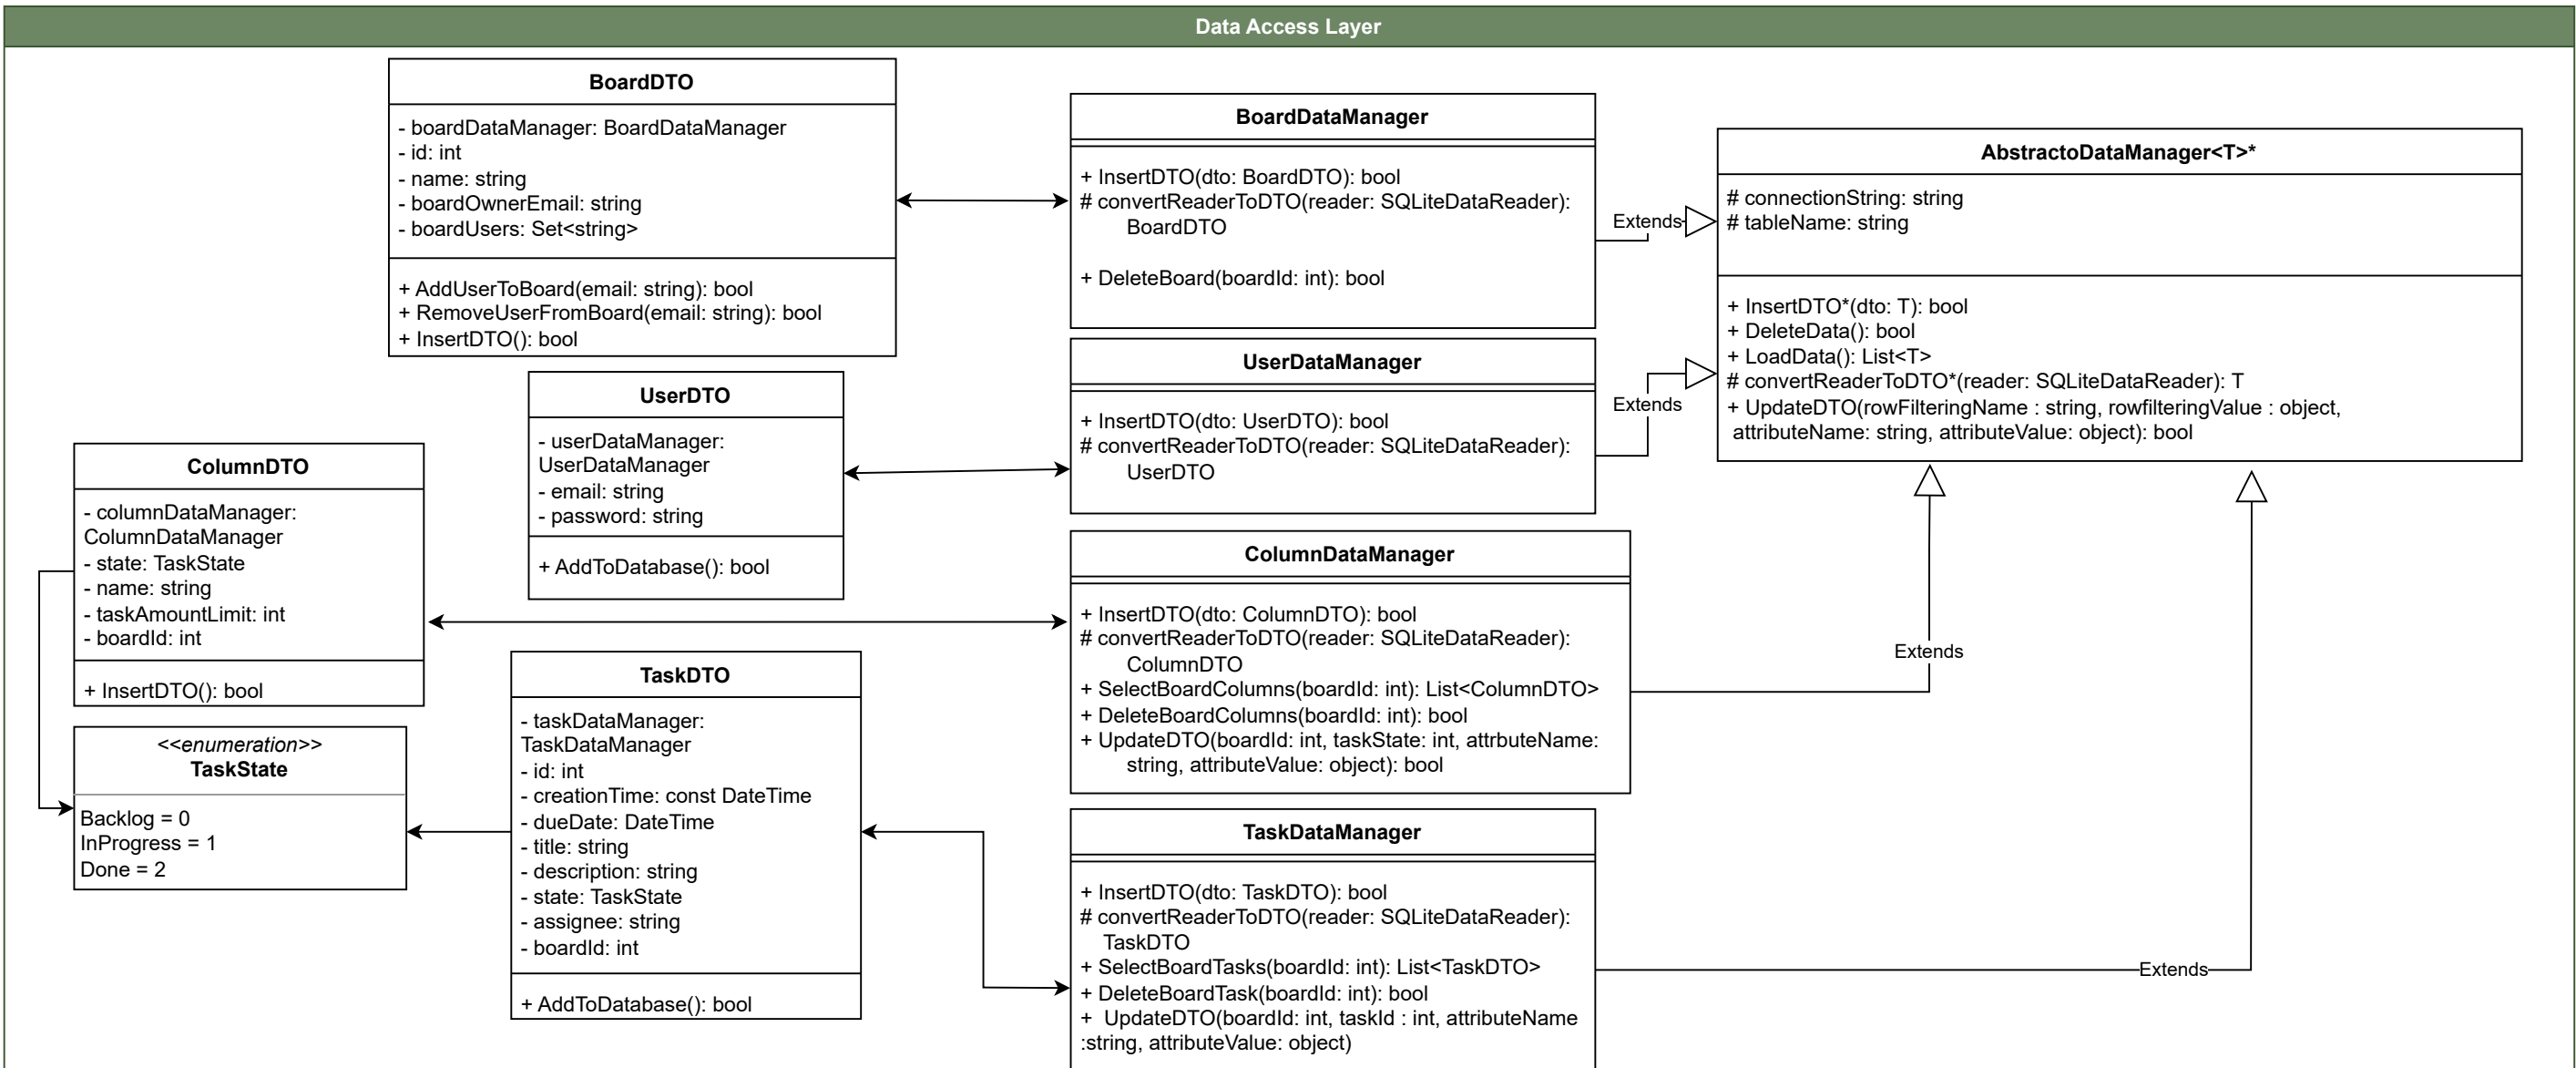 Data Access Layer
BoardDTO
- boardDataManager: BoardDataManager
- id: int
- name: string
- boardOwnerEmail: string
- boardUsers: Set<string>
+ AddUserToBoard(email: string): bool
+ RemoveUserFromBoard(email: string): bool
+ InsertDTO(): bool
BoardDataManager
+ InsertDTO(dto: BoardDTO): bool
# convertReaderToDTO(reader: SQLiteDataReader):
BoardDTO
+ DeleteBoard(boardId: int): bool
Extends
AbstractoDataManager<T>*
# connectionString: string
# tableName: string
+ InsertDTO*(dto: T): bool
+ DeleteData(): bool
+ LoadData(): List<T>
# convertReaderToDTO*(reader: SQLiteDataReader): T
+ UpdateDTO(rowFilteringName : string, rowfilteringValue : object,
attributeName: string, attributeValue: object): bool
UserDTO
- userDataManager:
UserDataManager
- email: string
- password: string
+ AddToDatabase(): bool
UserDataManager
+ InsertDTO(dto: UserDTO): bool
# convertReaderToDTO(reader: SQLiteDataReader):
UserDTO
Extends
ColumnDTO
- columnDataManager:
ColumnDataManager
- state: TaskState
- name: string
- taskAmountLimit: int
- boardId: int
+ InsertDTO(): bool
ColumnDataManager
+ InsertDTO(dto: ColumnDTO): bool
# convertReaderToDTO(reader: SQLiteDataReader):
ColumnDTO
+ SelectBoardColumns(boardId: int): List<ColumnDTO>
+ DeleteBoardColumns(boardId: int): bool
+ UpdateDTO(boardId: int, taskState: int, attrbuteName:
string, attributeValue: object): bool
Extends
<<enumeration>>
TaskState
Backlog = 0
InProgress = 1
Done = 2
TaskDTO
- taskDataManager:
TaskDataManager
- id: int
- creationTime: const DateTime
- dueDate: DateTime
- title: string
- description: string
- state: TaskState
- assignee: string
- boardId: int
+ AddToDatabase(): bool
TaskDataManager
+ InsertDTO(dto: TaskDTO): bool
# convertReaderToDTO(reader: SQLiteDataReader):
TaskDTO
+ SelectBoardTasks(boardId: int): List<TaskDTO>
+ DeleteBoardTask(boardId: int): bool
+ UpdateDTO(boardId: int, taskId : int, attributeName
:string, attributeValue: object)
Extends